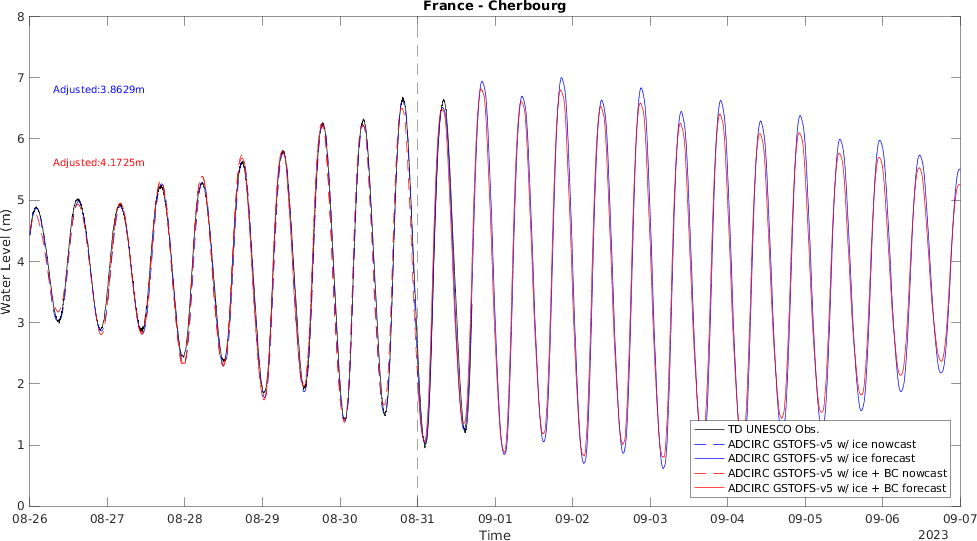 France - Cherbourg
8
7
6
5
4
3
2
1
0
Water Level (m)
Adjusted:3.8629m
Adjusted:4.1725m
TD UNESCO Obs.
ADCIRC GSTOFS-v5 w/ ice nowcast
ADCIRC GSTOFS-v5 w/ ice forecast
ADCIRC GSTOFS-v5 w/ ice + BC nowcast
ADCIRC GSTOFS-v5 w/ ice + BC forecast
08-26 08-27 08-28 08-29 08-30 08-31 09-01 09-02 09-03 09-04 09-05 09-06 09-07
Time
2023